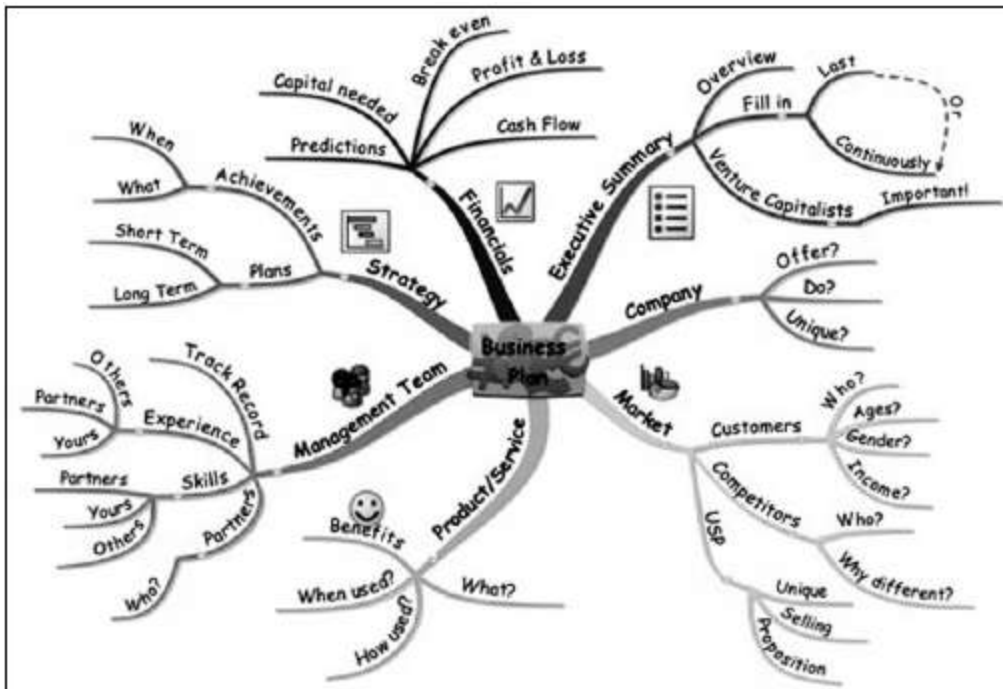 Business
Plan
Executive Summary
Overview
Fill in
Last
Or
Continuously
Venture Capitalists
Important!
Company
Offer?
Do?
Unique?
Market
Customers
Who?
Ages?
Gender?
Income?
Competitors
Who?
Why different?
USP
Unique
Selling
Proposition
Product/Service
What?
How used?
When used?
Benefits
Management Team
Partners
Who?
Skills
Partners
Yours
Others
Experience
Others
Partners
Yours
Track Record
Strategy
Plans
Short Term
Long Term
Achievements
When
What
Financials
Predictions
Capital needed
Break even
Profit & Loss
Cash Flow